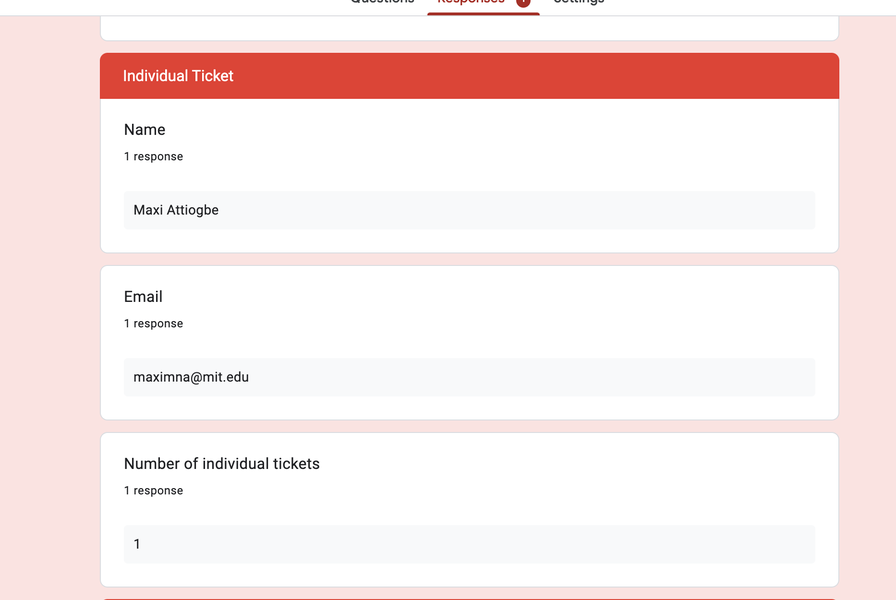 Questions Responses 1 Settings
Individual Ticket
Name
1 response
Maxi Attiogbe
Email
1 response
maximna@mit.edu
Number of individual tickets
1 response
1